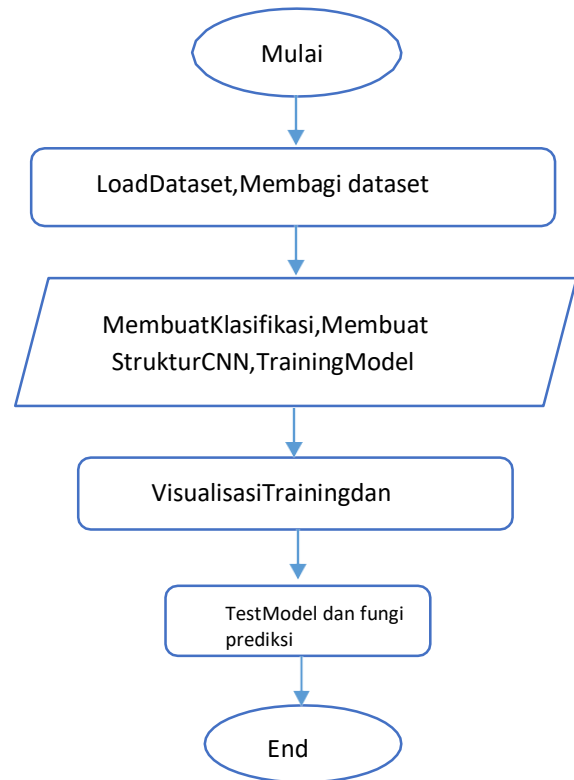 Mulai
LoadDataset,Membagi dataset
MembuatKlasifikasi,Membuat
StrukturCNN,TrainingModel
VisualisasiTrainingdan
TestModel dan fungi
prediksi
End